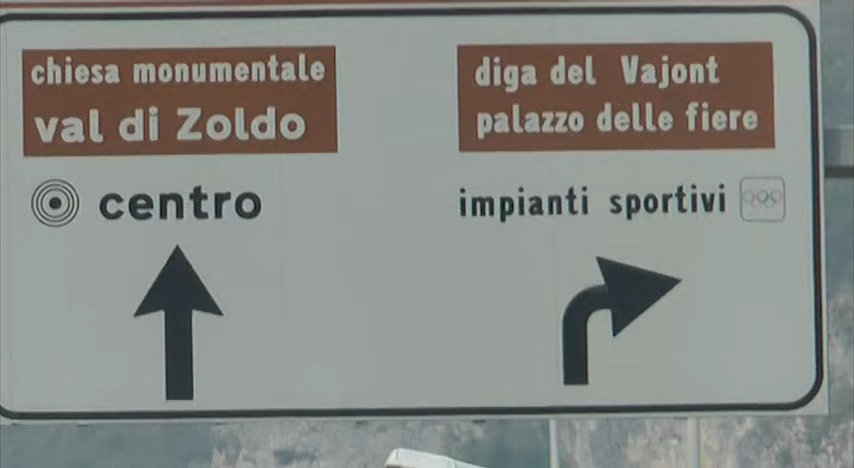 chiesa monumentale
val di Zoldo
centro
diga del Vajont
palazzo delle fiere
impianti sportivi